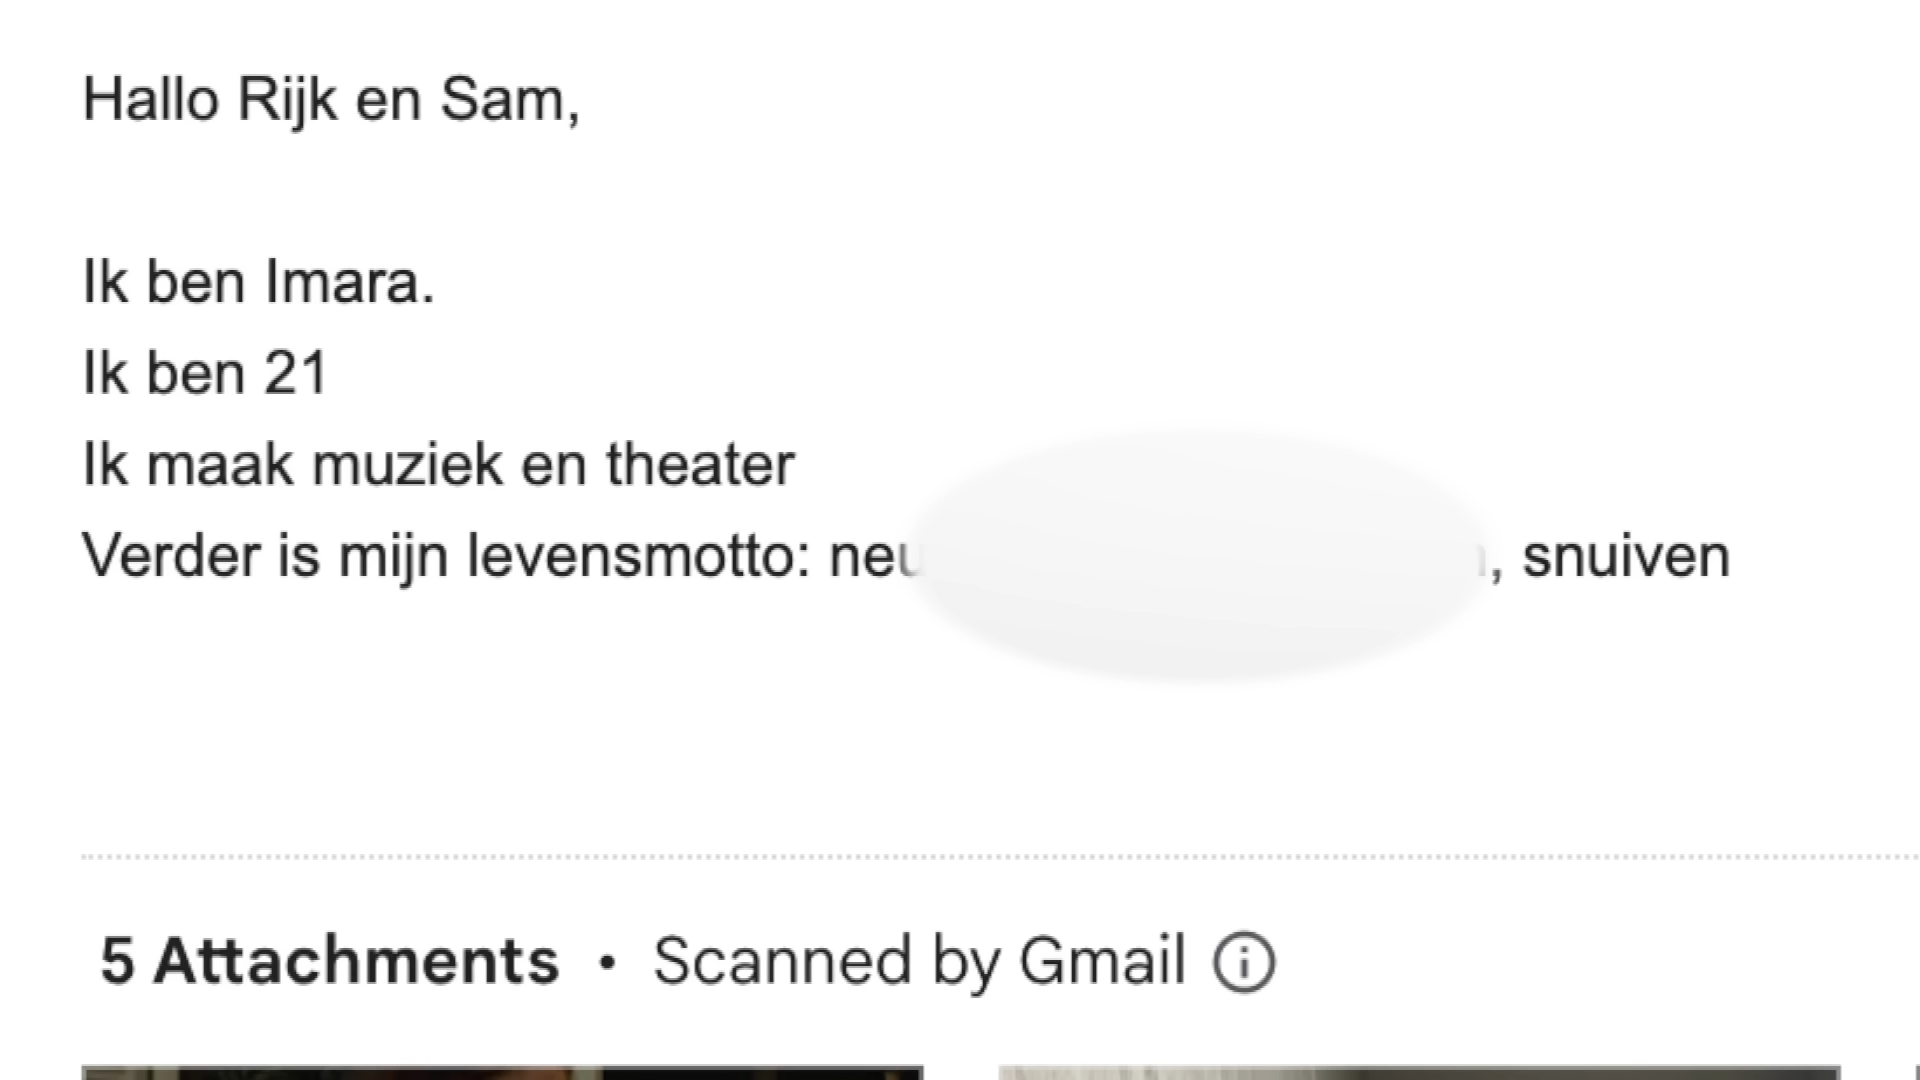 Hallo Rijk en Sam,
Ik ben Imara.
Ik ben 21
Ik maak muziek en theater
Verder is mijn levensmotto: neu , snuiven
5 Attachments • Scanned by Gmail